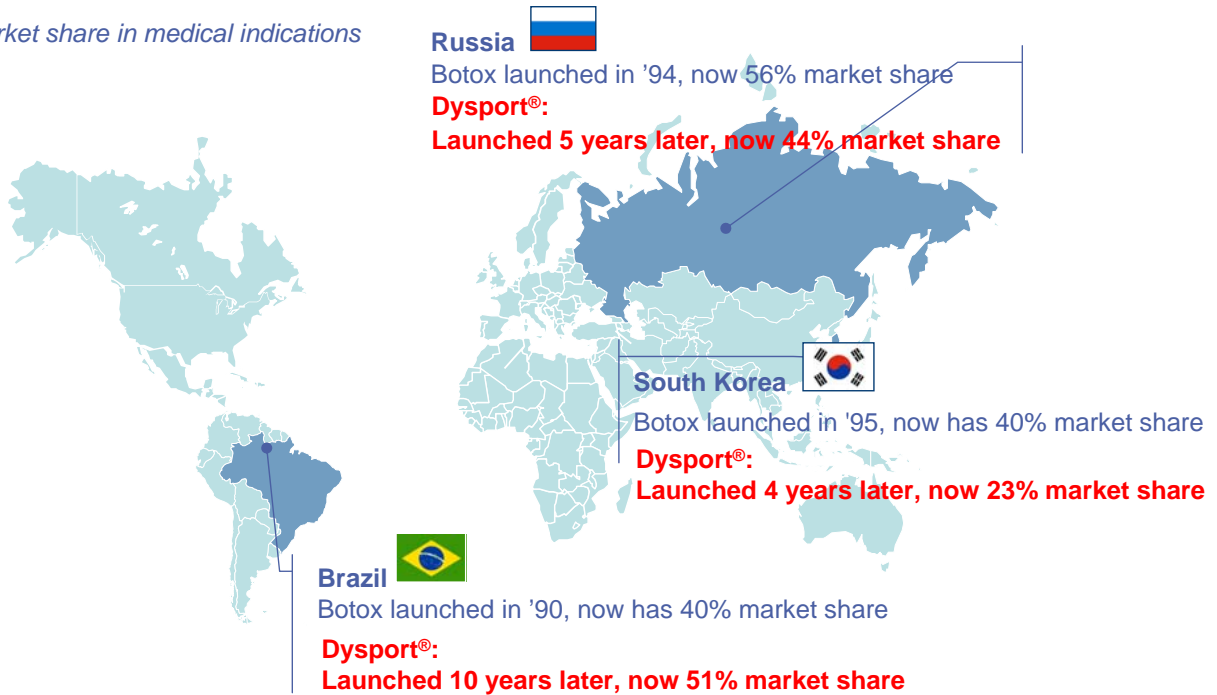 market share in medical indications
Russia
Botox launched in ’94, now 56% market share
Dysport®:
Launched 5 years later, now 44% market share
South Korea
Botox launched in '95, now has 40% market share
Dysport®:
Launched 4 years later, now 23% market share
Brazil
Botox launched in ’90, now has 40% market share
Dysport®:
Launched 10 years later, now 51% market share